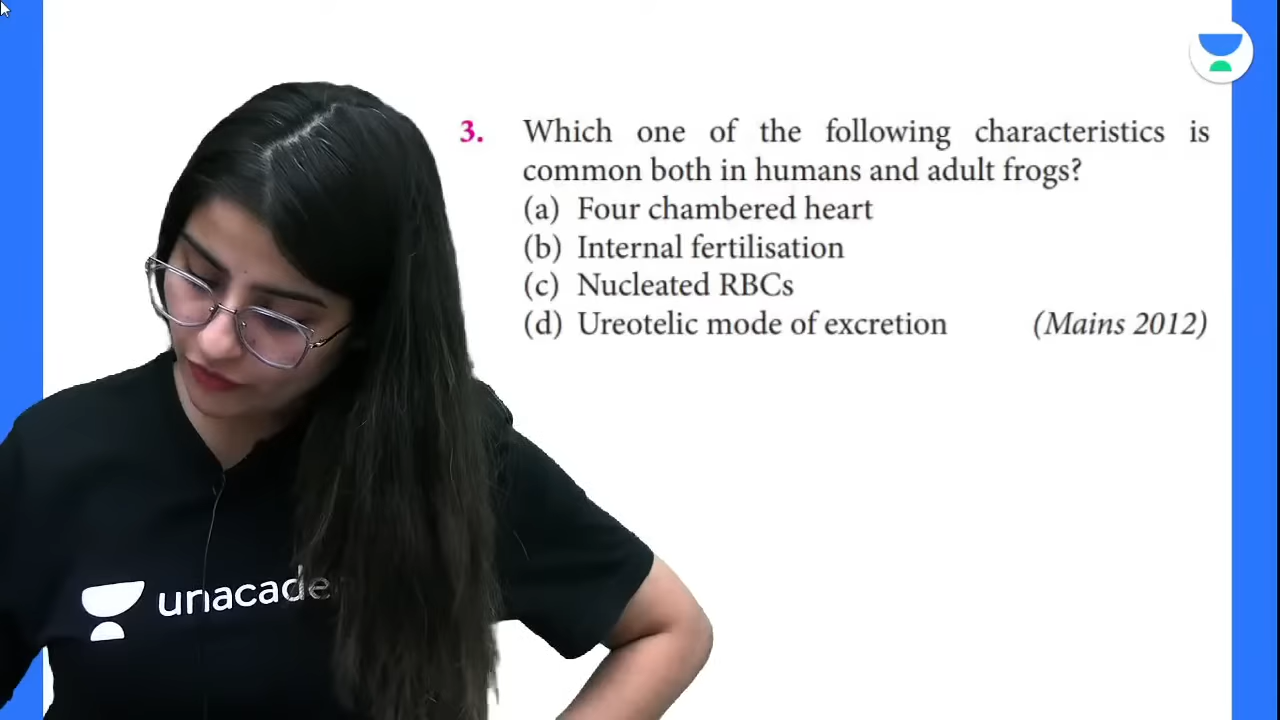 3. Which one of the following characteristics is
common both in humans and adult frogs?
(a) Four chambered heart
(b) Internal fertilisation
(c) Nucleated RBCs
(d) Ureotelic mode of excretion (Mains 2012)
unacade